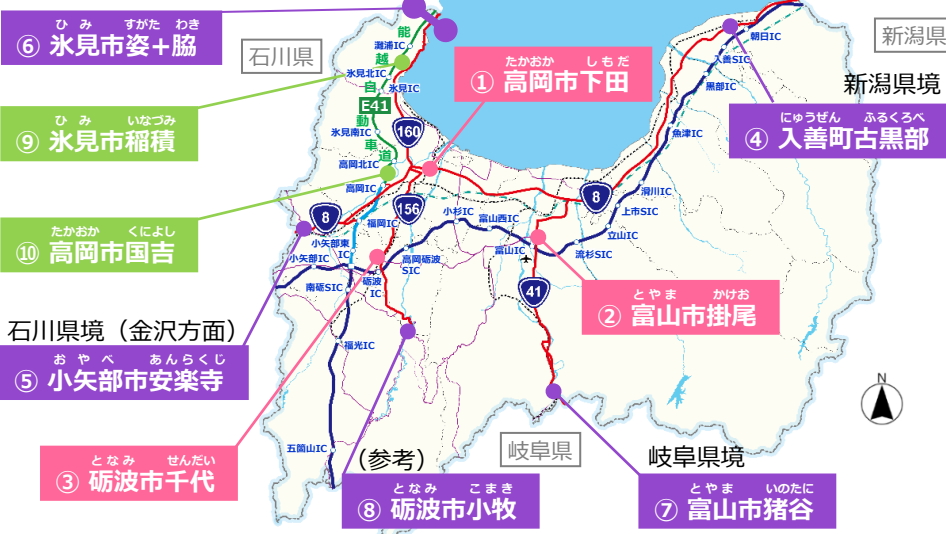 ひみ すがた わき
⑥ 氷見市姿+脇
石川県
新潟県
能
越
自
動
車
道
灘浦IC
氷見北IC
氷見IC
E41
氷見南IC
高岡北IC
高岡IC
たかおか しもだ
① 高岡市下田
朝日IC
入善SIC
黒部IC
新潟県境
にゅうぜん ふるくろべ
④ 入善町古黒部
ひみ いなづみ
⑨ 氷見市稲積
160
魚津IC
たかおか くによし
⑩ 高岡市国吉
8
156
8
滑川IC
上市SIC
立山IC
流杉SIC
福岡IC
小杉IC
富山西IC
富山IC
小矢部東IC
小矢部IC
高岡砺波SIC
砺波IC
南砺SIC
41
とやま かけお
② 富山市掛尾
石川県境(金沢方面)
おやべ あんらくじ
⑤ 小矢部市安楽寺
福光IC
五箇山IC
N
となみ せんだい
③ 砺波市千代
(参考)
となみ こまき
⑧ 砺波市小牧
岐阜県
岐阜県境
とやま いのたに
⑦ 富山市猪谷